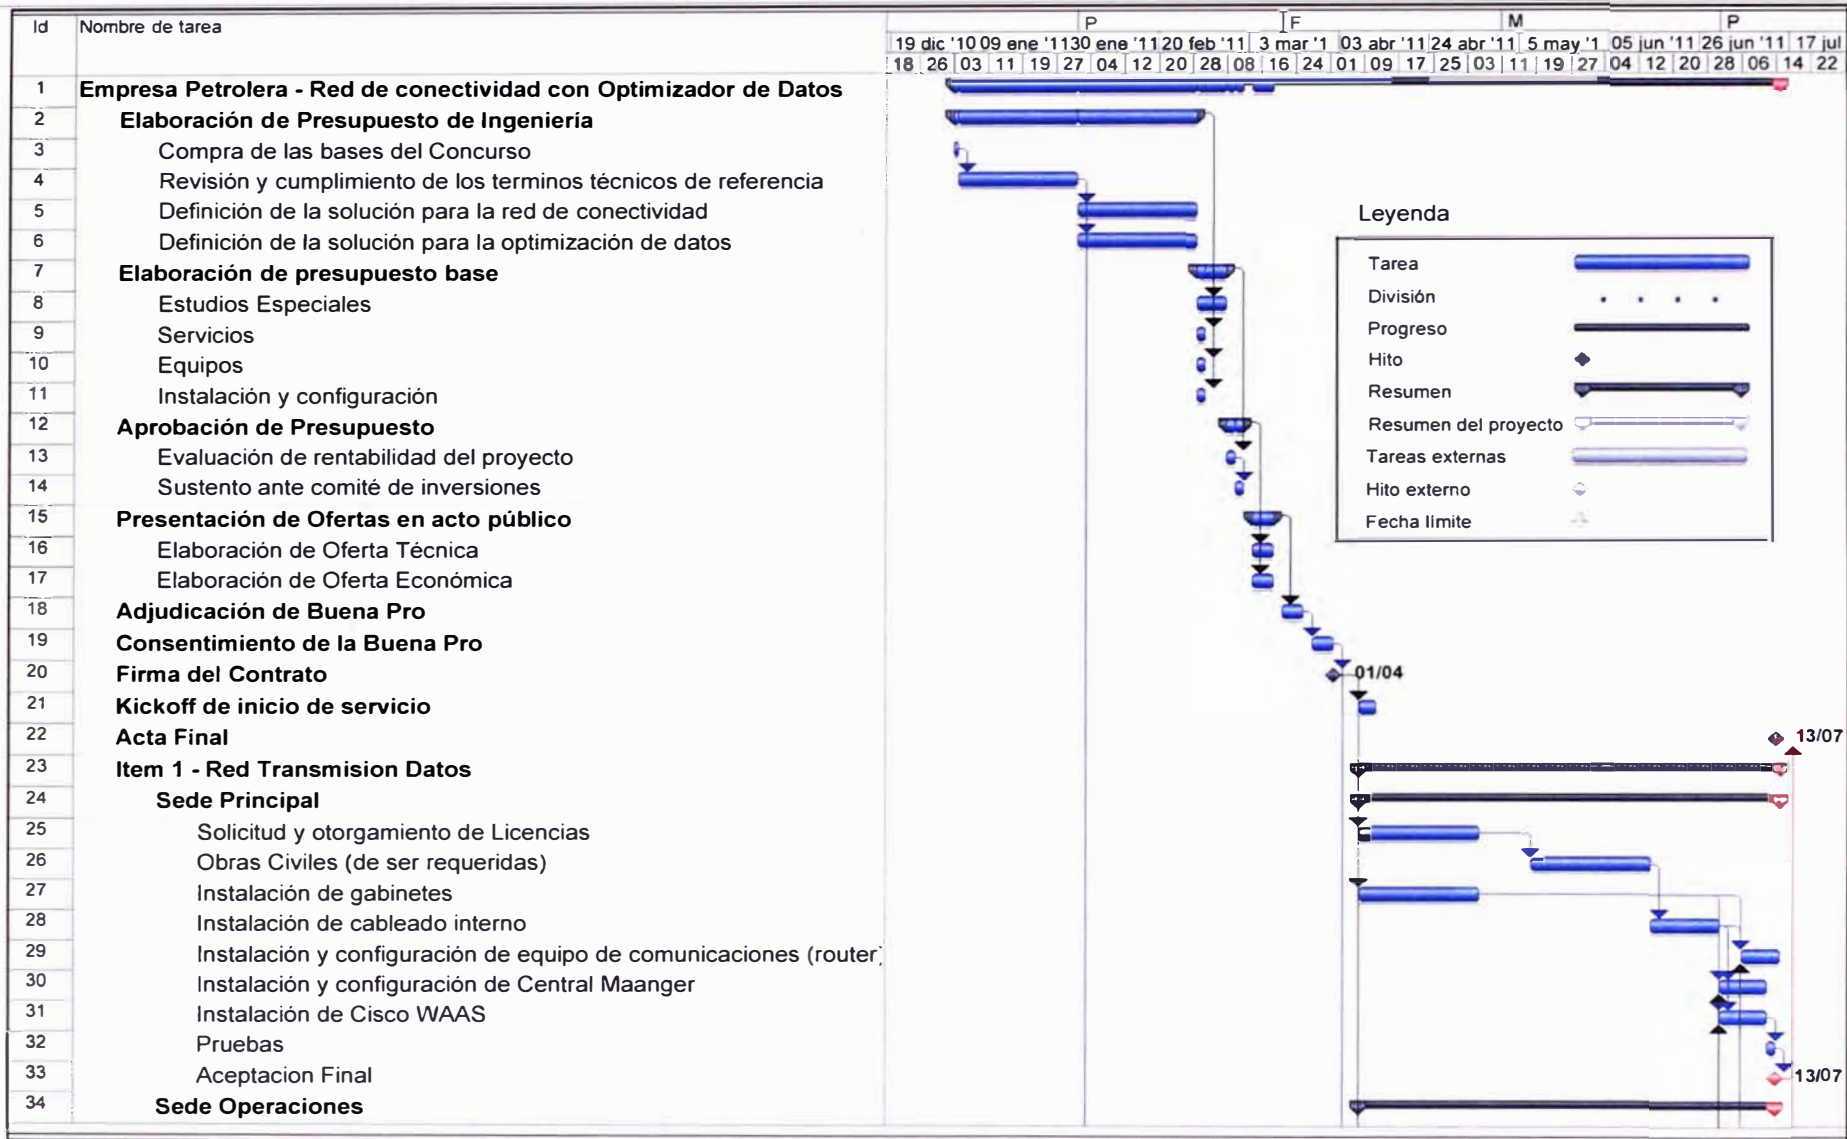 Id Nombre de tarea P F M P
19 dic '10 09 ene '11 30 ene '11 20 feb '11 3 mar '1 03 abr '11 24 abr '11 5 may '1 05 jun '11 26 jun '11 17 jul
18 26 03 11 19 27 04 12 20 28 08 16 24 01 09 17 25 03 11 19 27 04 12 20 28 06 14 22
1 Empresa Petrolera - Red de conectividad con Optimizador de Datos
2 Elaboración de Presupuesto de Ingeniería
3 Compra de las bases del Concurso
4 Revisión y cumplimiento de los terminos técnicos de referencia
5 Definición de la solución para la red de conectividad
6 Definición de la solución para la optimización de datos
7 Elaboración de presupuesto base
8 Estudios Especiales
9 Servicios
10 Equipos
11 Instalación y configuración
12 Aprobación de Presupuesto
13 Evaluación de rentabilidad del proyecto
14 Sustento ante comité de inversiones
15 Presentación de Ofertas en acto público
16 Elaboración de Oferta Técnica
17 Elaboración de Oferta Económica
18 Adjudicación de Buena Pro
19 Consentimiento de la Buena Pro
20 Firma del Contrato 01/04
21 Kickoff de inicio de servicio
22 Acta Final 13/07
23 Item 1 - Red Transmision Datos
24 Sede Principal
25 Solicitud y otorgamiento de Licencias
26 Obras Civiles (de ser requeridas)
27 Instalación de gabinetes
28 Instalación de cableado interno
29 Instalación y configuración de equipo de comunicaciones (router)
30 Instalación y configuración de Central Maanger
31 Instalación de Cisco WAAS
32 Pruebas
33 Aceptacion Final 13/07
34 Sede Operaciones
Leyenda
Tarea
División
Progreso
Hito
Resumen
Resumen del proyecto
Tareas externas
Hito externo
Fecha límite